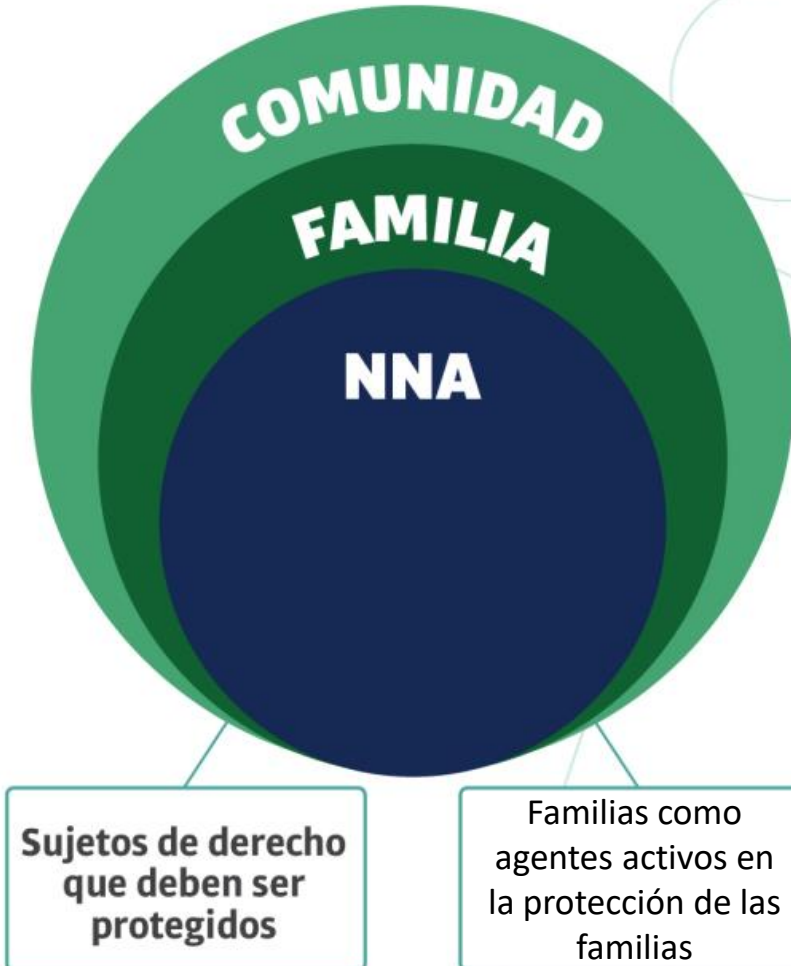 COMUNIDAD
FAMILIA
NNA
Sujetos de derecho
que deben ser
protegidos
Familias como
agentes activos en
la protección de las
familias